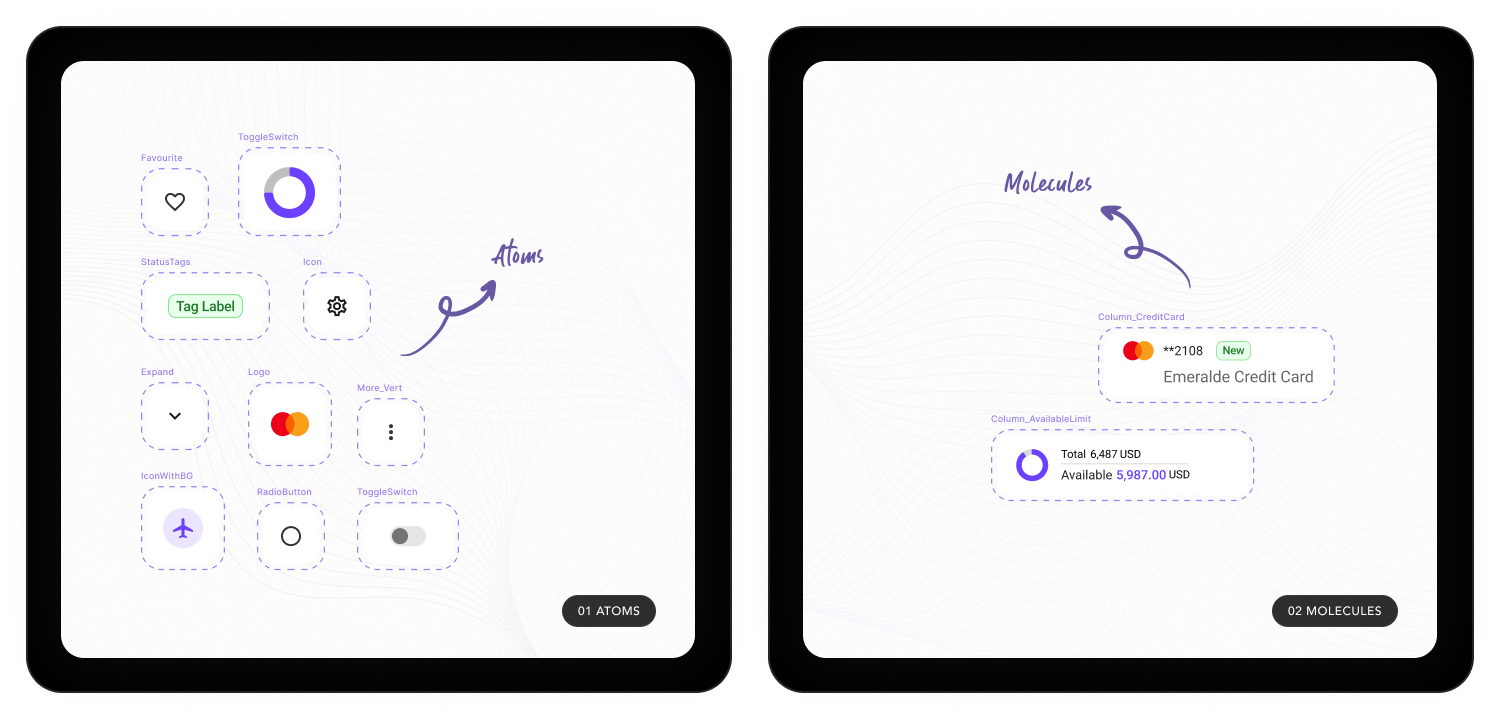 ToggleSwitch
Favourite
StatusTags
Icon
Tag Label
Atoms
Expand
Logo
More_Vert
IconWithBG
RadioButton
ToggleSwitch
01 ATOMS
Molecules
Column_CreditCard
**2108 New
Emeralde Credit Card
Column_AvailableLimit
Total 6,487 USD
Available 5,987.00 USD
02 MOLECULES